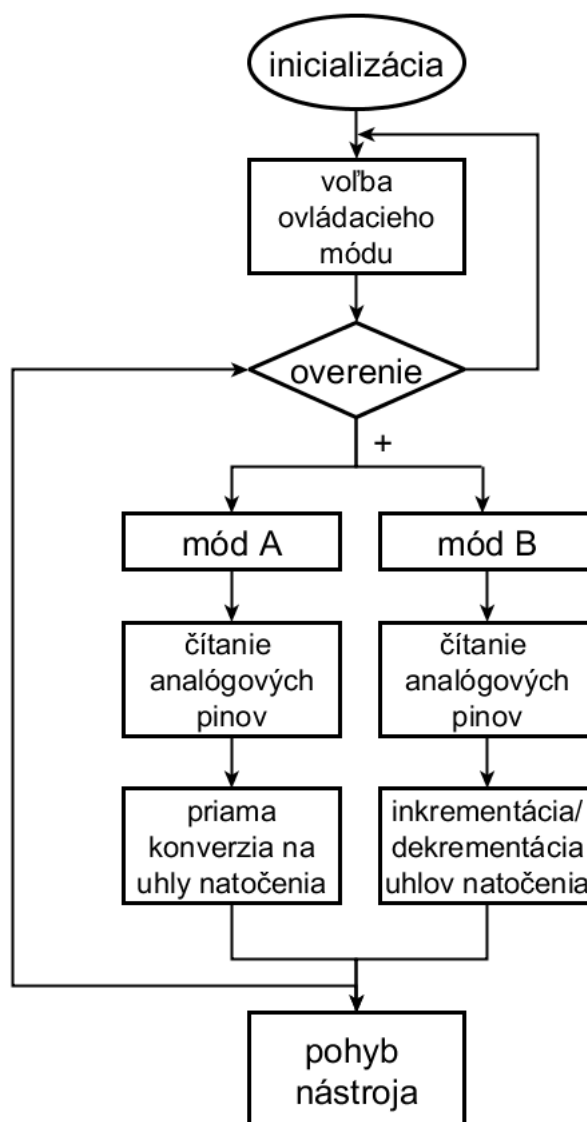 inicializácia
voľba
ovládacieho
módu
overenie
+
mód A
mód B
čítanie
analógových
pinov
čítanie
analógových
pinov
priama
konverzia na
uhly natočenia
inkrementácia/
dekrementácia
uhlov natočenia
pohyb
nástroja